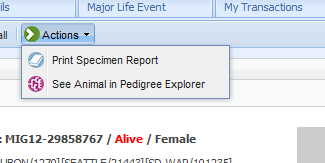 ils Major Life Event My Transactions
all Actions
Print Specimen Report
See Animal in Pedigree Explorer
: MIG12-29858767 / Alive / Female